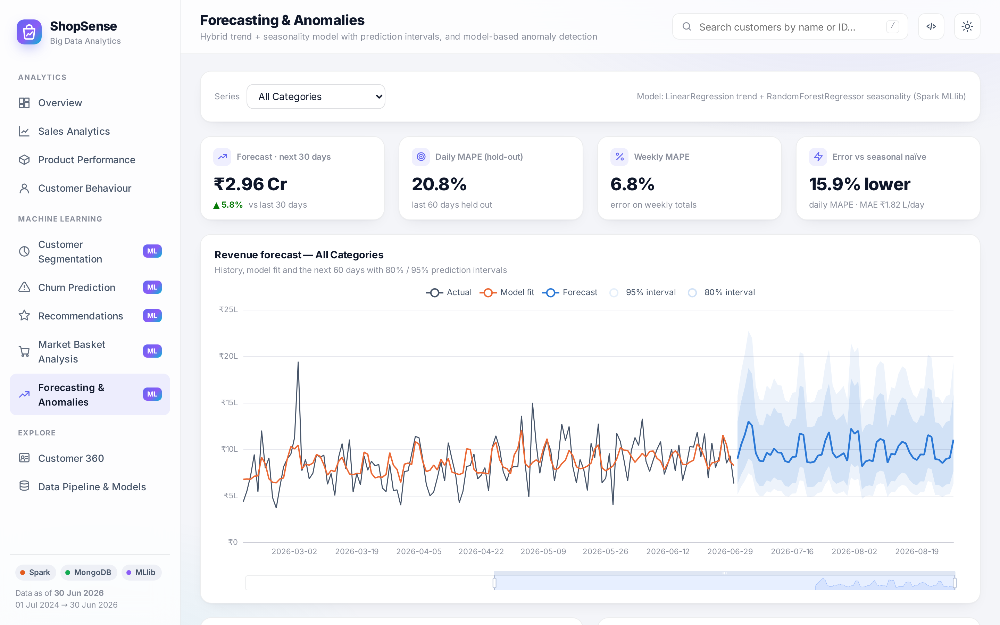 ShopSense
Big Data Analytics
ANALYTICS
Overview
Sales Analytics
Product Performance
Customer Behaviour
MACHINE LEARNING
Customer
Segmentation
ML
Churn Prediction
ML
Recommendations
ML
Market Basket
Analysis
ML
Forecasting &
Anomalies
ML
EXPLORE
Customer 360
Data Pipeline & Models
Spark
MongoDB
MLlib
Data as of 30 Jun 2026
01 Jul 2024 → 30 Jun 2026
Forecasting & Anomalies
Hybrid trend + seasonality model with prediction intervals, and model-based anomaly detection
Search customers by name or ID...
/
Series
All Categories
Model: LinearRegression trend + RandomForestRegressor seasonality (Spark MLlib)
Forecast · next 30 days
₹2.96 Cr
▲ 5.8% vs last 30 days
Daily MAPE (hold-out)
20.8%
last 60 days held out
Weekly MAPE
6.8%
error on weekly totals
Error vs seasonal naïve
15.9% lower
daily MAPE · MAE ₹1.82 L/day
Revenue forecast — All Categories
History, model fit and the next 60 days with 80% / 95% prediction intervals
Actual
Model fit
Forecast
95% interval
80% interval
₹25L
₹20L
₹15L
₹10L
₹5L
₹0
2026-03-02
2026-03-19
2026-04-05
2026-04-22
2026-05-09
2026-05-26
2026-06-12
2026-06-29
2026-07-16
2026-08-02
2026-08-19